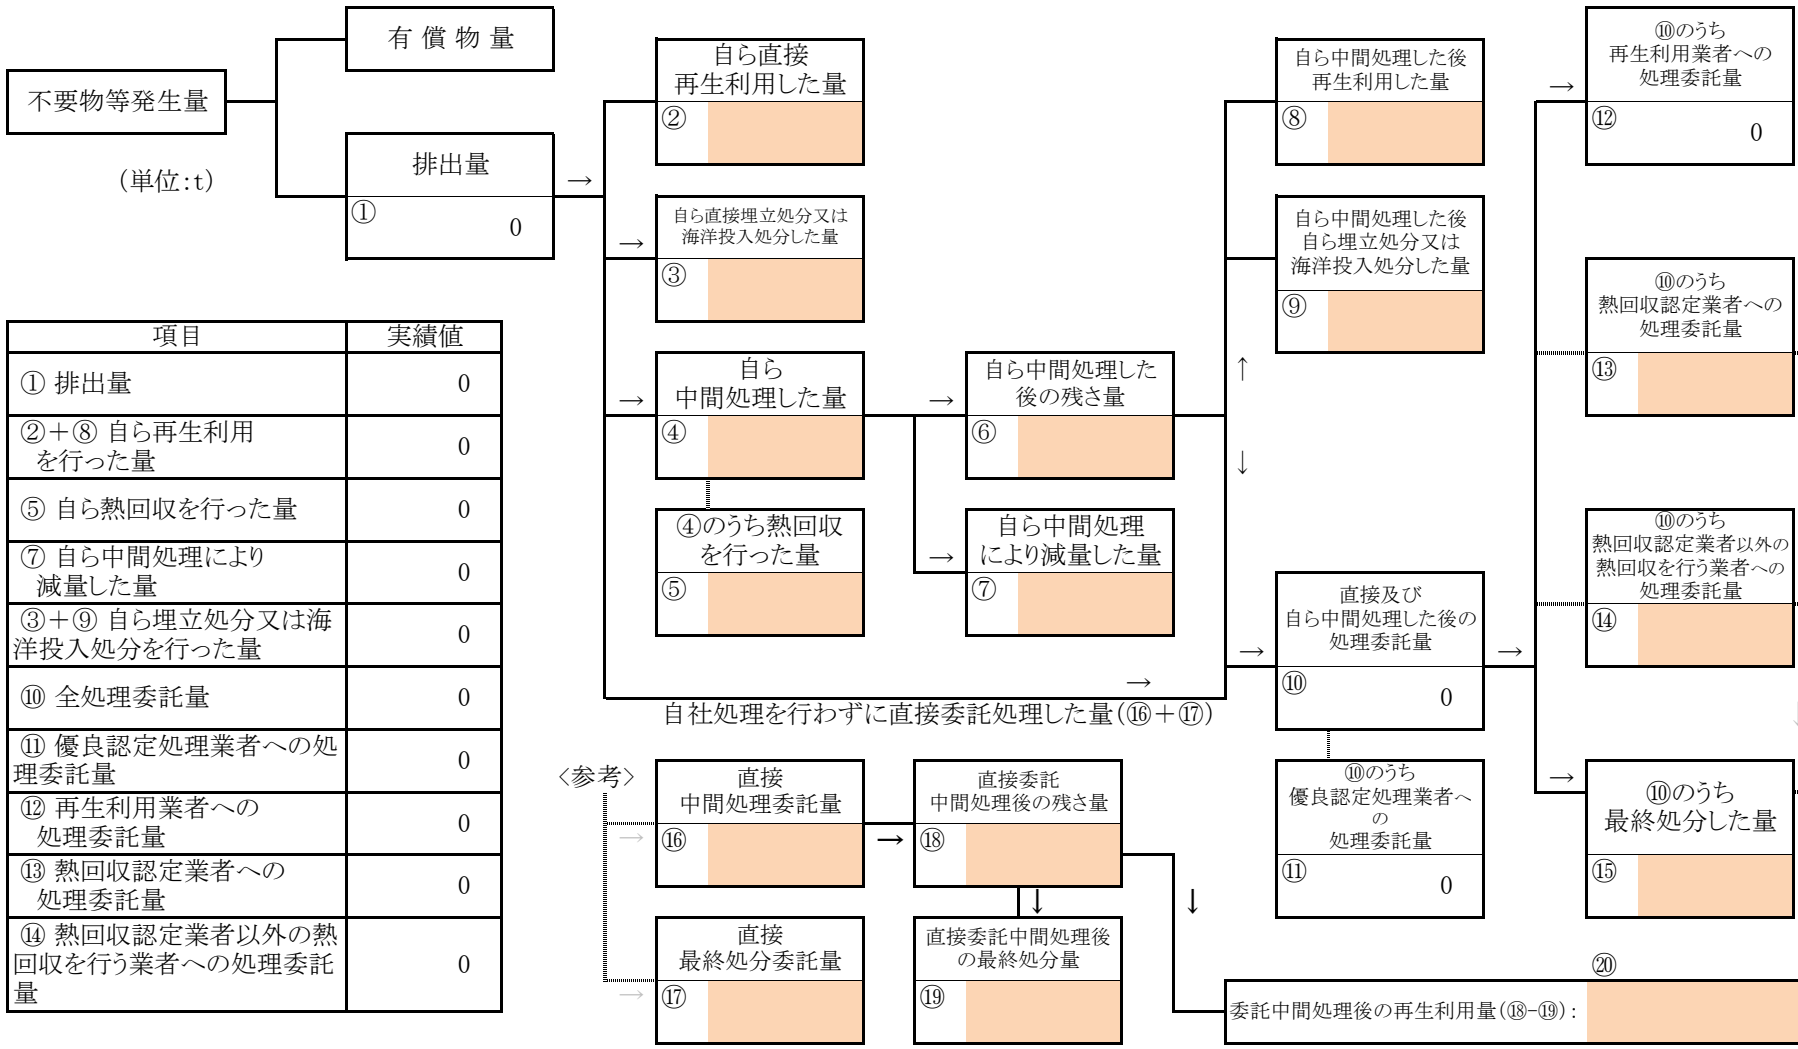 不要物等発生量
(単位:t)
有 償 物 量
排出量
①
0
→
自ら直接
再生利用した量
②
→
自ら直接埋立処分又は
海洋投入処分した量
③
→
自ら
中間処理した量
④
④のうち熱回収
を行った量
⑤
→
自ら中間処理した
後の残さ量
⑥
→
自ら中間処理
により減量した量
⑦
↑
↓
自ら中間処理した後
再生利用した量
⑧
自ら中間処理した後
自ら埋立処分又は
海洋投入処分した量
⑨
→
自社処理を行わずに直接委託処理した量(⑯+⑰)
→
直接及び
自ら中間処理した後の
処理委託量
⑩
0
→
⑩のうち
優良認定処理業者へ
の
処理委託量
⑪
0
→
⑩のうち
再生利用業者への
処理委託量
⑫
0
⑩のうち
熱回収認定業者への
処理委託量
⑬
⑩のうち
熱回収認定業者以外の
熱回収を行う業者への
処理委託量
⑭
→
⑩のうち
最終処分した量
⑮
項目 実績値
① 排出量 0
②+⑧ 自ら再生利用
を行った量 0
⑤ 自ら熱回収を行った量 0
⑦ 自ら中間処理により
減量した量 0
③+⑨ 自ら埋立処分又は海
洋投入処分を行った量 0
⑩ 全処理委託量 0
⑪ 優良認定処理業者への処
理委託量 0
⑫ 再生利用業者への
処理委託量 0
⑬ 熱回収認定業者への
処理委託量 0
⑭ 熱回収認定業者以外の熱
回収を行う業者への処理委託
量 0
<参考>
→
直接
中間処理委託量
⑯
→
直接
最終処分委託量
⑰
→
直接委託
中間処理後の残さ量
⑱
↓
直接委託中間処理後
の最終処分量
⑲
↓
⑳
委託中間処理後の再生利用量(⑱-⑲):